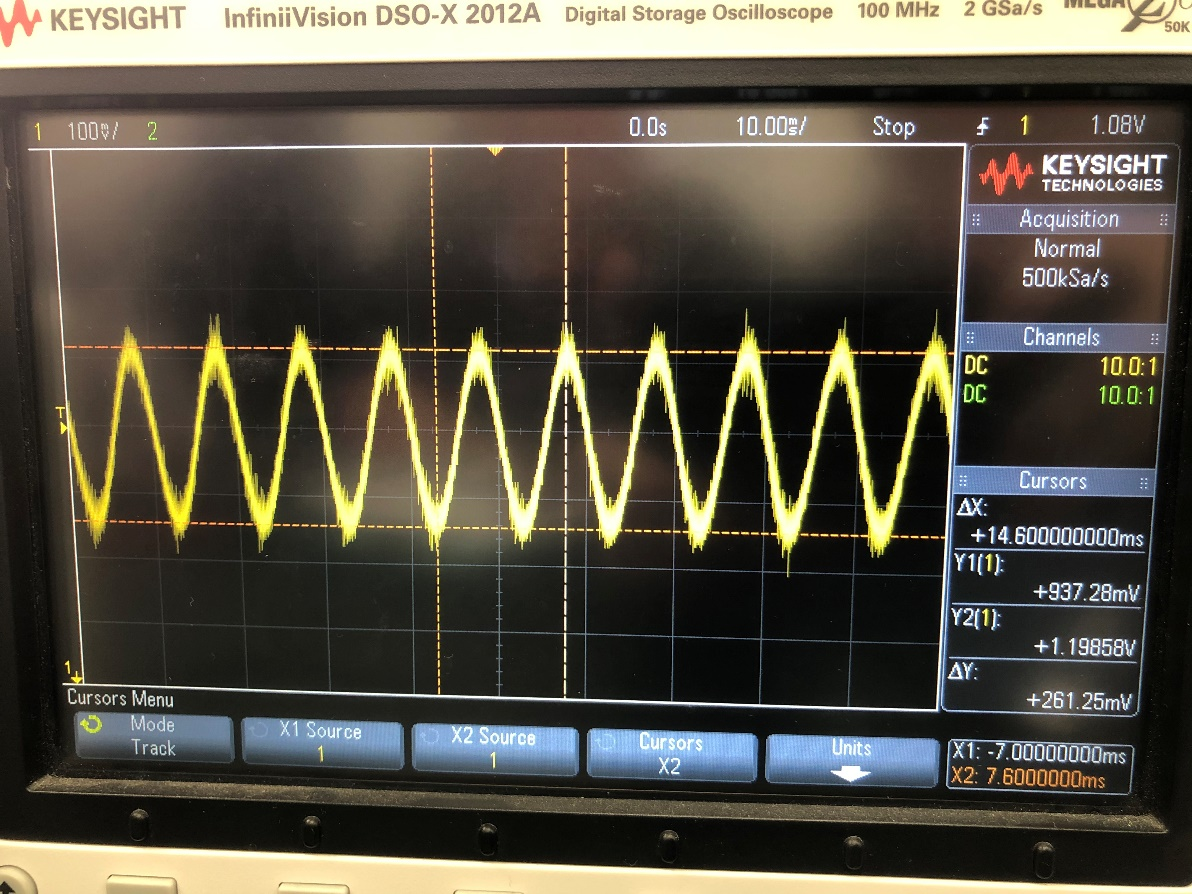 KEYSIGHT InfiniiVision DSO-X 2012A Digital Storage Oscilloscope 100 MHz 2 GSa/s MEGA Z
50K
1 100mV/ 2 0.0s 10.00ms/ Stop 1 1.08V
KEYSIGHT
TECHNOLOGIES
Acquisition
Normal
500kSa/s
Channels
DC 10.0:1
DC 10.0:1
T
Cursors
ΔX:
+14.600000000ms
Y1(1):
+937.28mV
Y2(1):
+1.19858V
ΔY:
+261.25mV
1
Cursors Menu
Mode
Track
X1 Source
1
X2 Source
1
Cursors
X2
Units
X1: -7.00000000ms
X2: 7.6000000ms